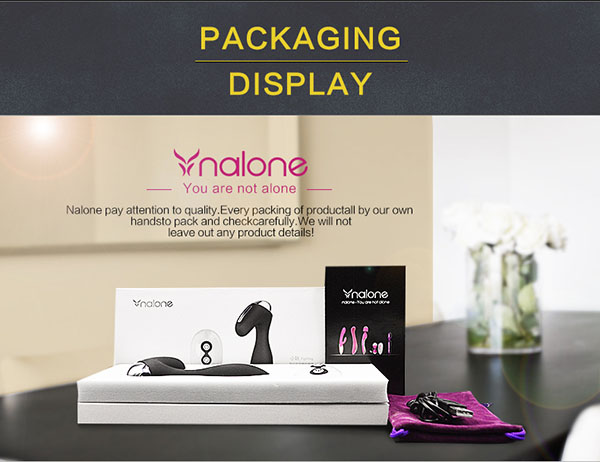 PACKAGING
DISPLAY
nalone
You are not alone
Nalone pay attention to quality.Every packing of productall by our own
handsto pack and checkcarefully.We will not
leave out any product details!
nalone
nalone
nalone - You are not alone